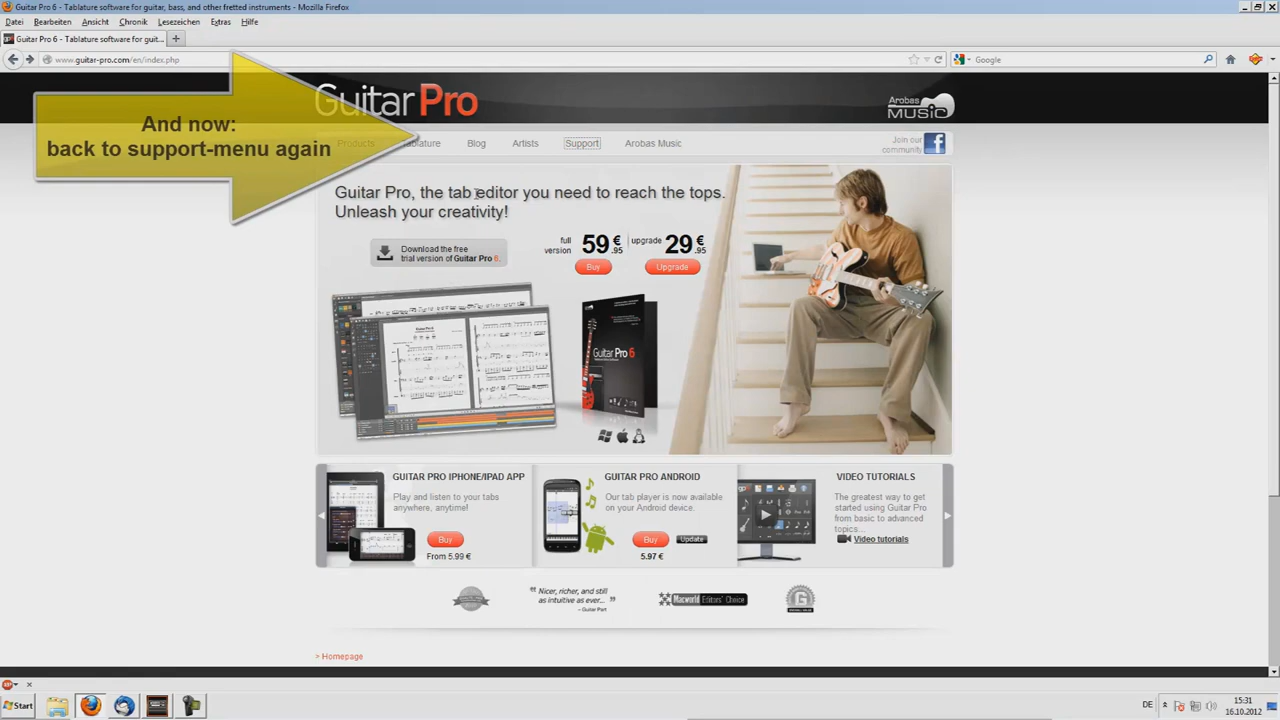 Guitar Pro 6 - Tablature software for guitar, bass, and other fretted instruments - Mozilla Firefox
Datei Bearbeiten Ansicht Chronik Lesezeichen Extras Hilfe
Guitar Pro 6 - Tablature software for guit...
www.guitar-pro.com/en/index.php
Google
Guitar Pro
Arobas
MUSIC
And now:
back to support-menu again
Products Tablature Blog Artists Support Arobas Music
Join our
community
Guitar Pro, the tab editor you need to reach the tops.
Unleash your creativity!
Download the free
trial version of Guitar Pro 6.
full
version
59 €.95
Buy
upgrade
29 €.95
Upgrade
Guitar Pro 6
GUITAR PRO IPHONE/IPAD APP
Play and listen to your tabs
anywhere, anytime!
Buy
From 5.99 €
GUITAR PRO ANDROID
Our tab player is now available
on your Android device.
Buy Update
5.97 €
VIDEO TUTORIALS
The greatest way to get
started using Guitar Pro
from basic to advanced
topics...
Video tutorials
" Nicer, richer, and still
as intuitive as ever... "
- Guitar Part
Macworld Editors' Choice
> Homepage
Start
DE
15:31
16.10.2012